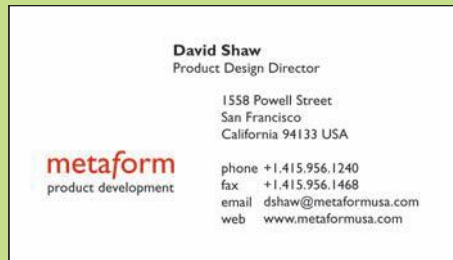 David Shaw
Product Design Director
1558 Powell Street
San Francisco
California 94133 USA
metaform
product development
phone +1.415.956.1240
fax +1.415.956.1468
email dshaw@metaformusa.com
web www.metaformusa.com